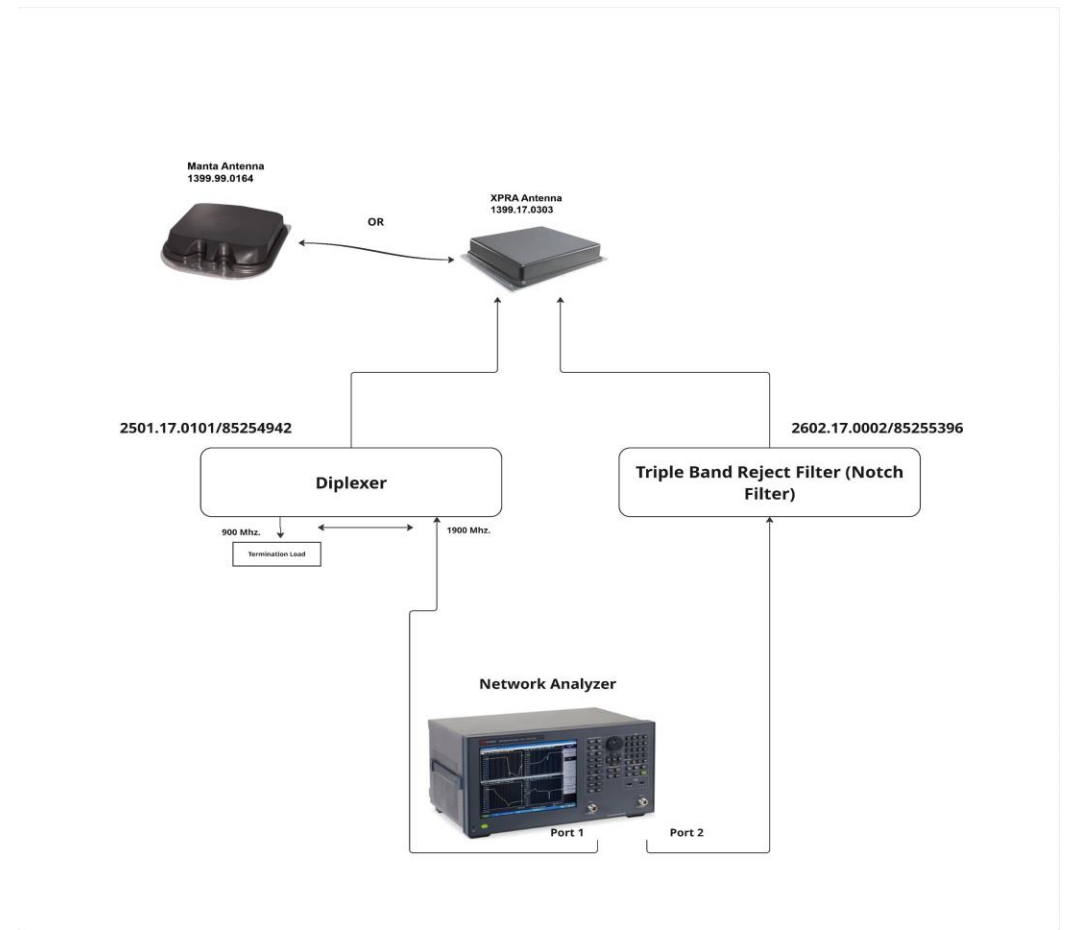 Manta Antenna
1399.99.0164
XPRA Antenna
1399.17.0303
OR
2501.17.0101/85254942
2602.17.0002/85255396
Diplexer
Triple Band Reject Filter (Notch
Filter)
900 Mhz.
1900 Mhz.
Termination Load
Network Analyzer
Port 1
Port 2